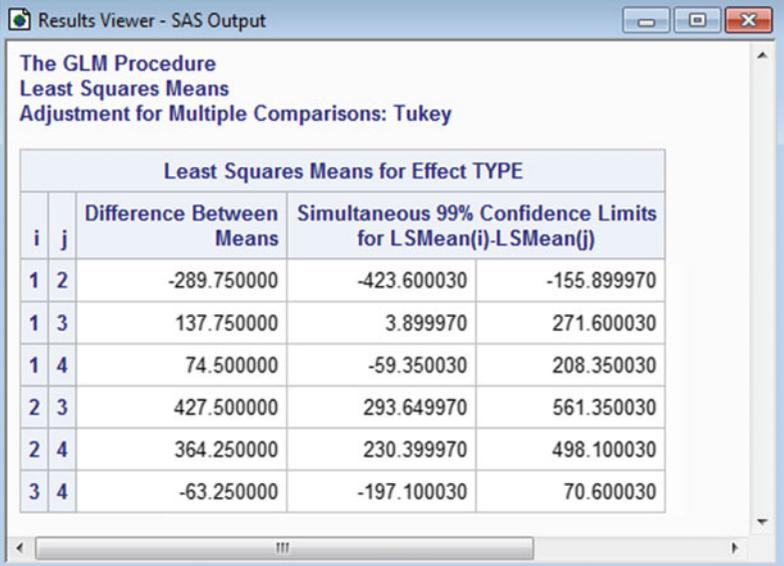 Results Viewer - SAS Output
The GLM Procedure
Least Squares Means
Adjustment for Multiple Comparisons: Tukey
Least Squares Means for Effect TYPE
i j Difference Between Means Simultaneous 99% Confidence Limits for LSMean(i)-LSMean(j)
1 2 -289.750000 -423.600030 -155.899970
1 3 137.750000 3.899970 271.600030
1 4 74.500000 -59.350030 208.350030
2 3 427.500000 293.649970 561.350030
2 4 364.250000 230.399970 498.100030
3 4 -63.250000 -197.100030 70.600030